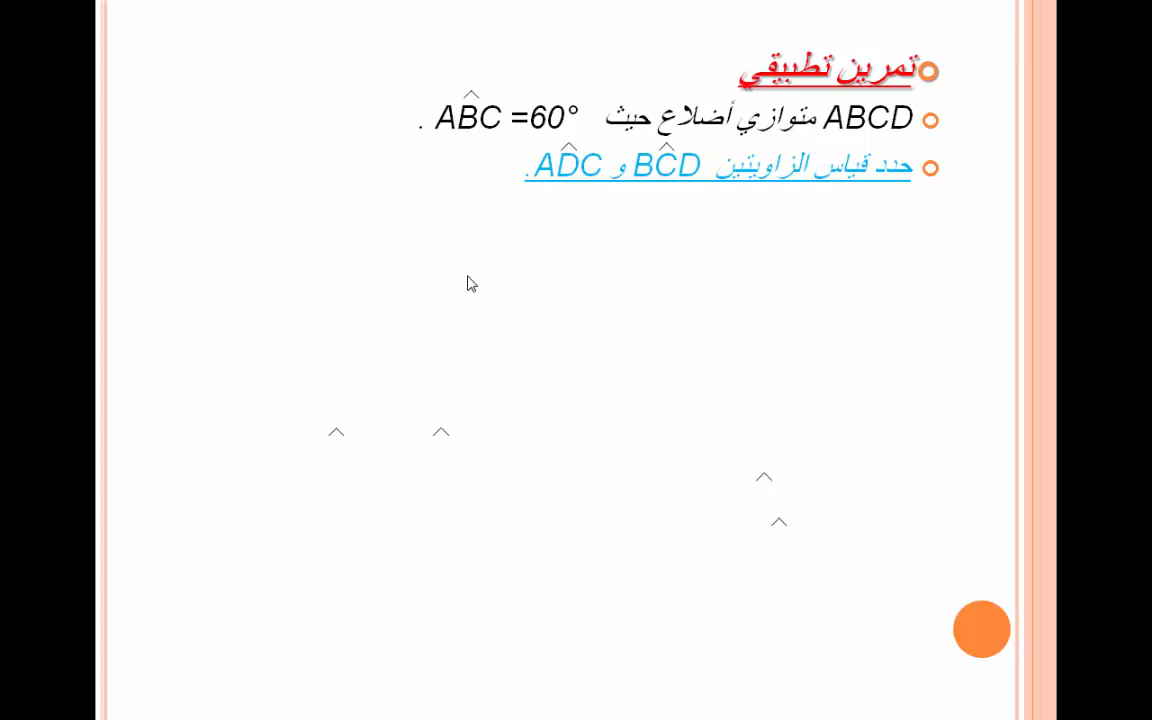 تمرين تطبيقي
ABCD متوازي أضلاع حيث ABC =60° .
حدد قياس الزاويتين BCD و ADC .